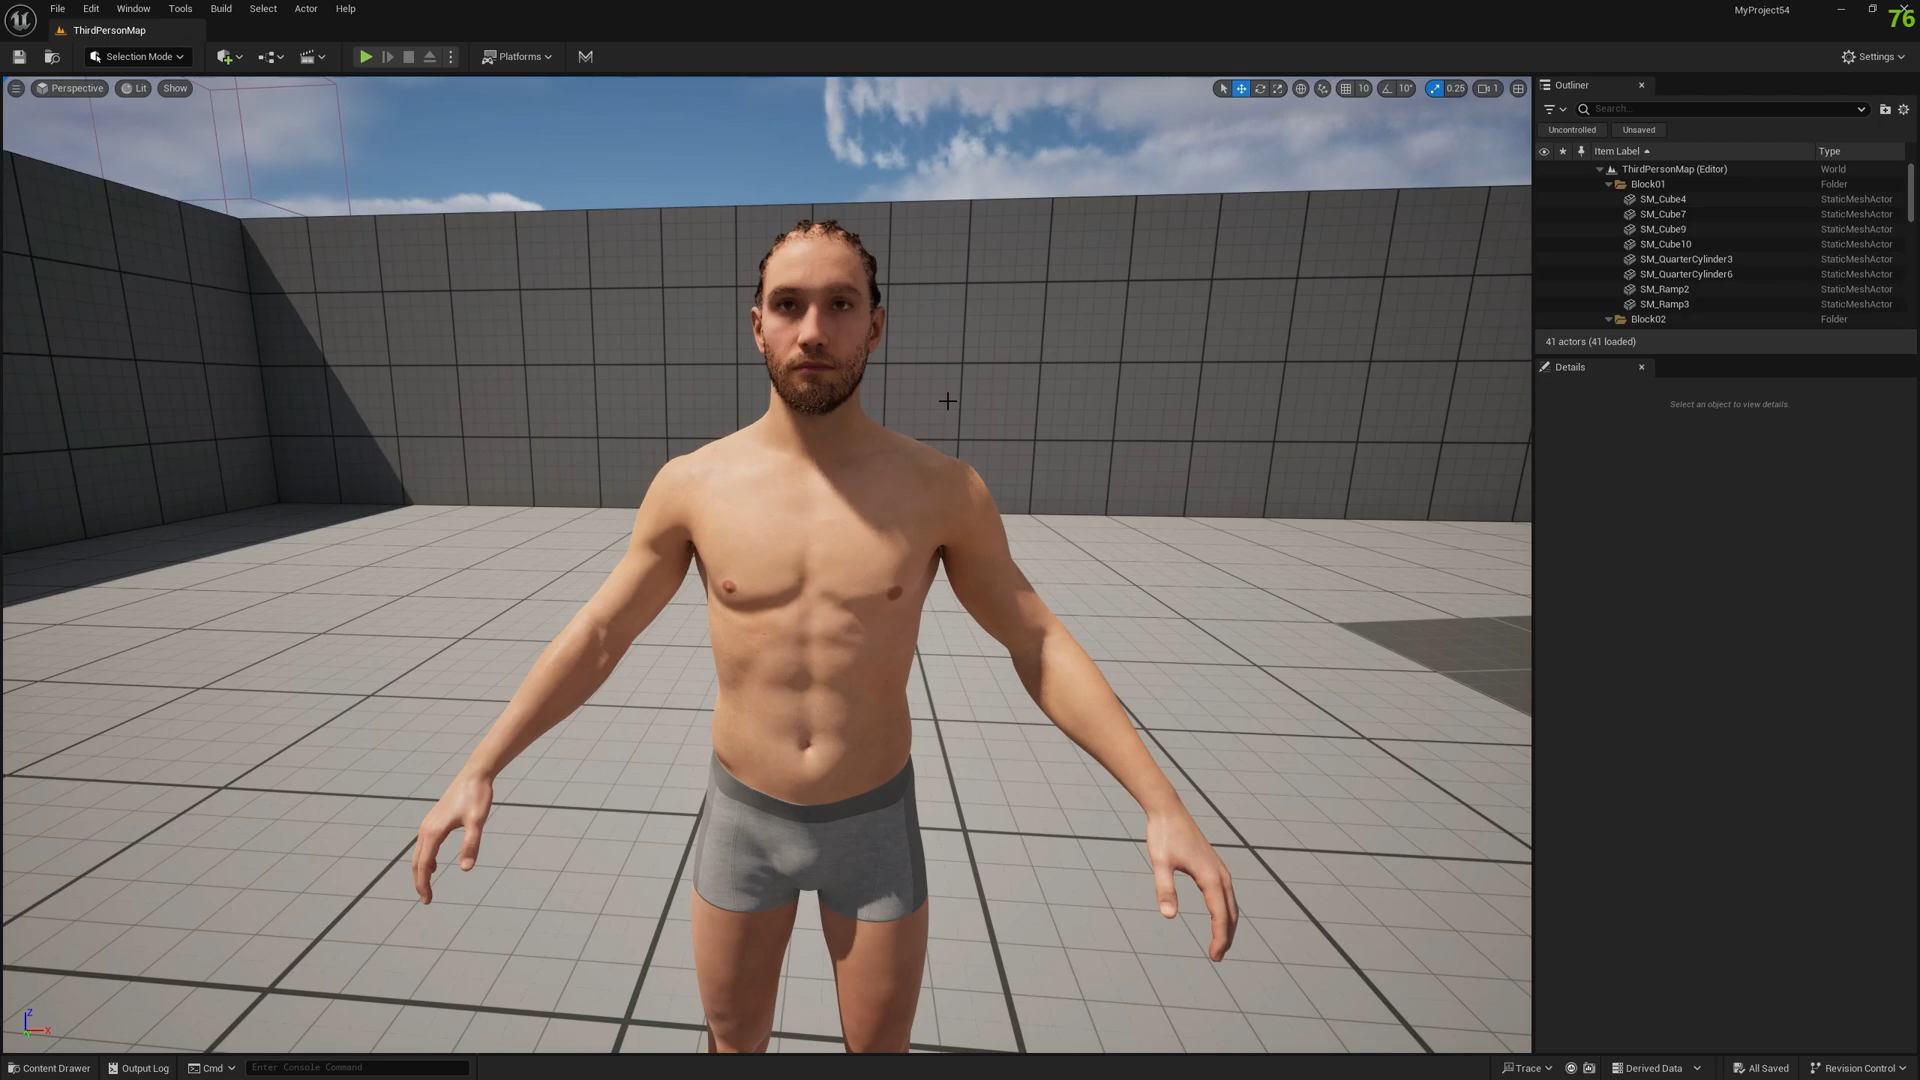 File Edit Window Tools Build Select Actor Help
MyProject54
76
ThirdPersonMap
Selection Mode
Platforms
Settings
Perspective Lit Show
10 10° 0.25 1
Outliner
Search...
Uncontrolled Unsaved
Item Label Type
ThirdPersonMap (Editor) World
Block01 Folder
SM_Cube4 StaticMeshActor
SM_Cube7 StaticMeshActor
SM_Cube9 StaticMeshActor
SM_Cube10 StaticMeshActor
SM_QuarterCylinder3 StaticMeshActor
SM_QuarterCylinder6 StaticMeshActor
SM_Ramp2 StaticMeshActor
SM_Ramp3 StaticMeshActor
Block02 Folder
41 actors (41 loaded)
Details
Select an object to view details.
Z
X
Content Drawer Output Log Cmd Enter Console Command Trace Derived Data All Saved Revision Control